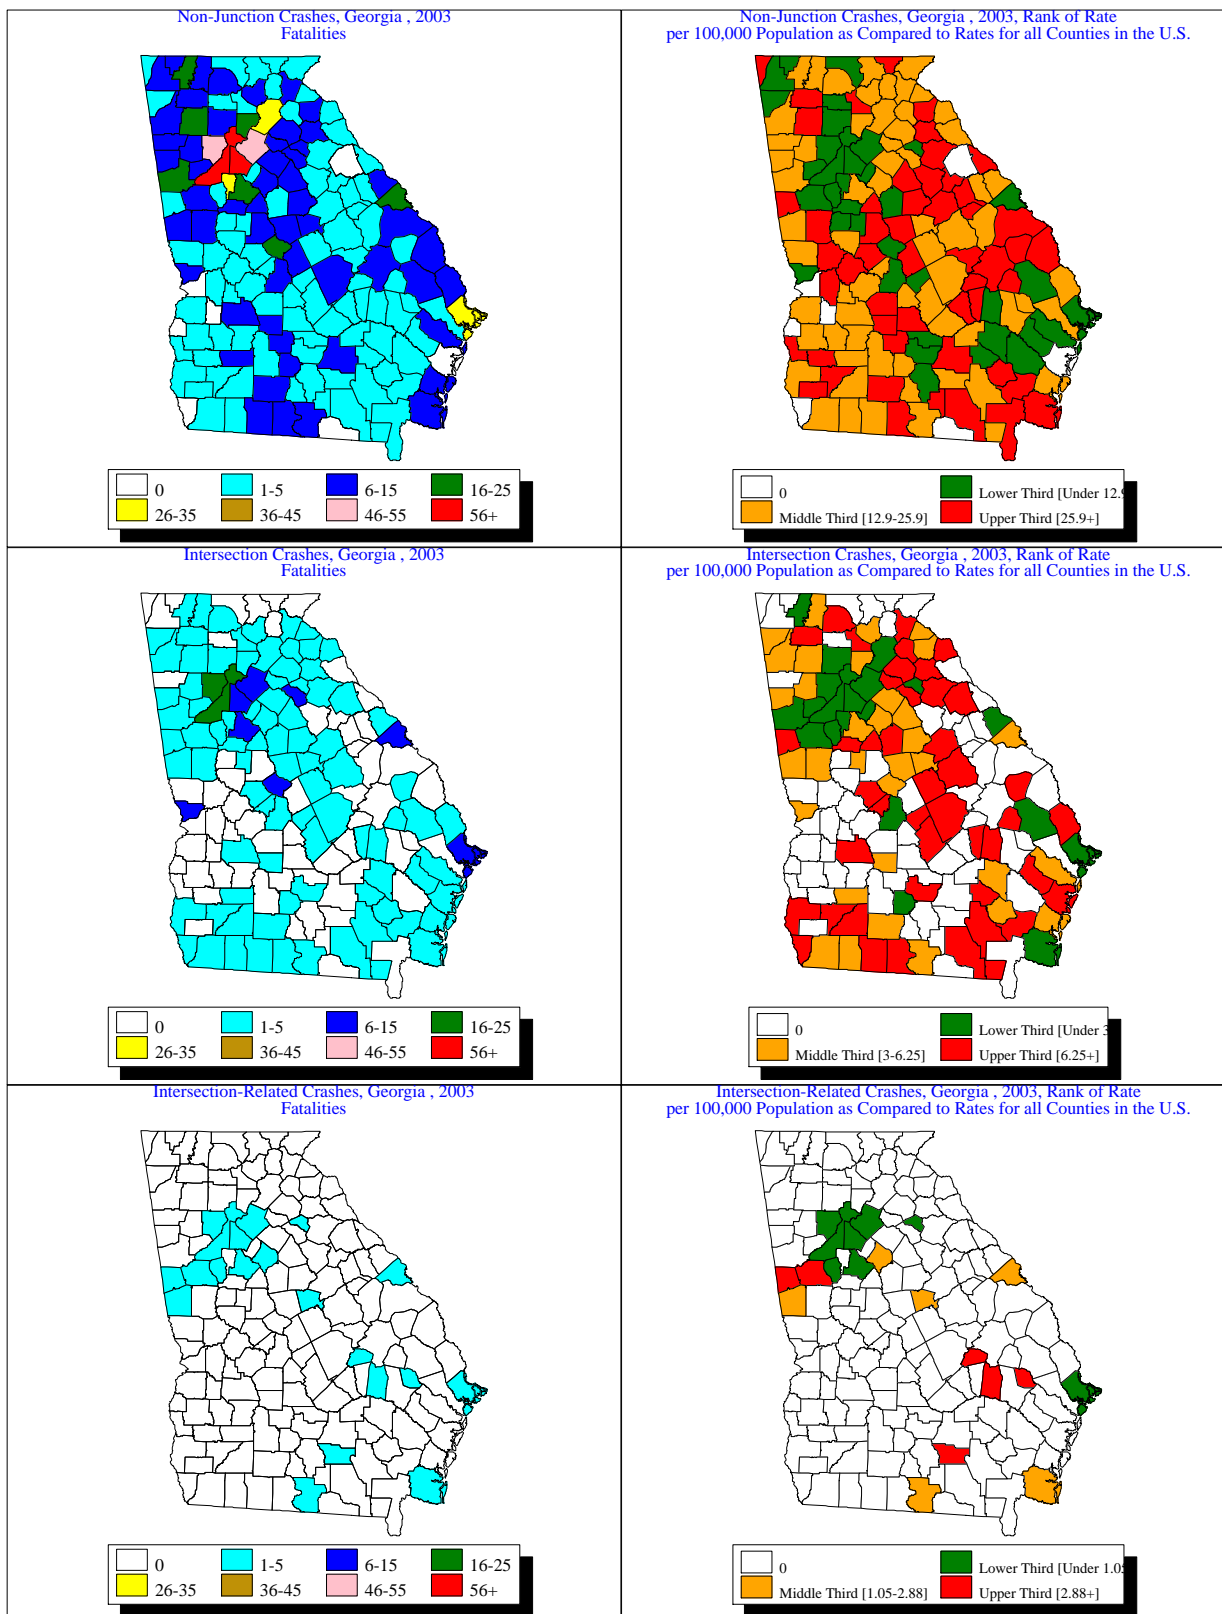 Non-Junction Crashes, Georgia , 2003
Fatalities
0
1-5
6-15
16-25
26-35
36-45
46-55
56+
Non-Junction Crashes, Georgia , 2003, Rank of Rate
per 100,000 Population as Compared to Rates for all Counties in the U.S.
0
Lower Third [Under 12.9
Middle Third [12.9-25.9]
Upper Third [25.9+]
Intersection Crashes, Georgia , 2003
Fatalities
0
1-5
6-15
16-25
26-35
36-45
46-55
56+
Intersection Crashes, Georgia , 2003, Rank of Rate
per 100,000 Population as Compared to Rates for all Counties in the U.S.
0
Lower Third [Under 3
Middle Third [3-6.25]
Upper Third [6.25+]
Intersection-Related Crashes, Georgia , 2003
Fatalities
0
1-5
6-15
16-25
26-35
36-45
46-55
56+
Intersection-Related Crashes, Georgia , 2003, Rank of Rate
per 100,000 Population as Compared to Rates for all Counties in the U.S.
0
Lower Third [Under 1.05
Middle Third [1.05-2.88]
Upper Third [2.88+]